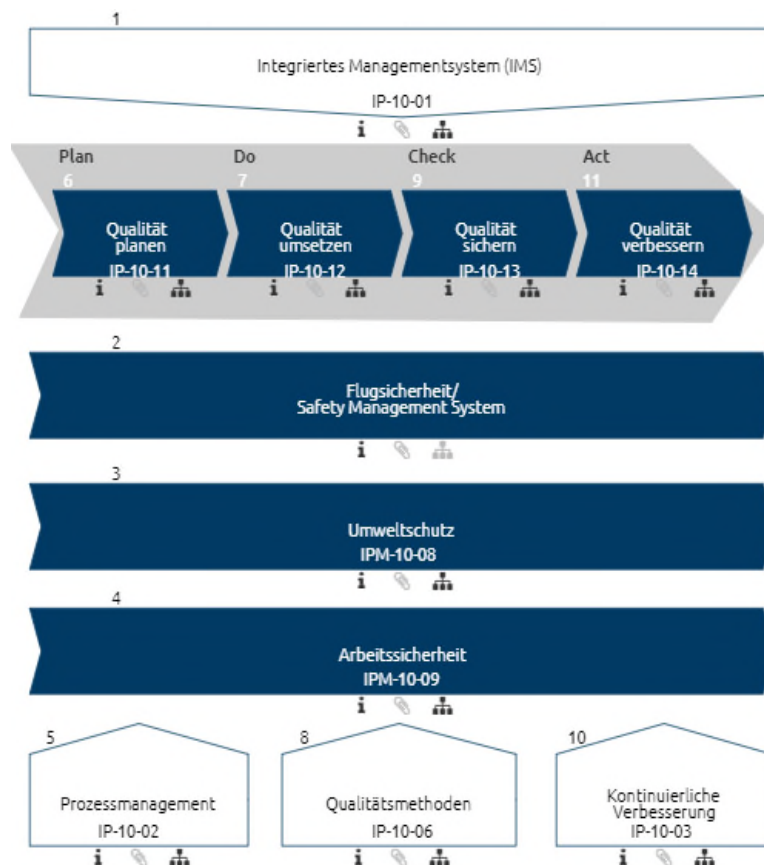 1
Integriertes Managementsystem (IMS)
IP-10-01
Plan
Do
Check
Act
6
7
9
11
Qualität
planen
IP-10-11
Qualität
umsetzen
IP-10-12
Qualität
sichern
IP-10-13
Qualität
verbessern
IP-10-14
2
Flugsicherheit/
Safety Management System
3
Umweltschutz
IPM-10-08
4
Arbeitssicherheit
IPM-10-09
5
Prozessmanagement
IP-10-02
8
Qualitätsmethoden
IP-10-06
10
Kontinuierliche
Verbesserung
IP-10-03